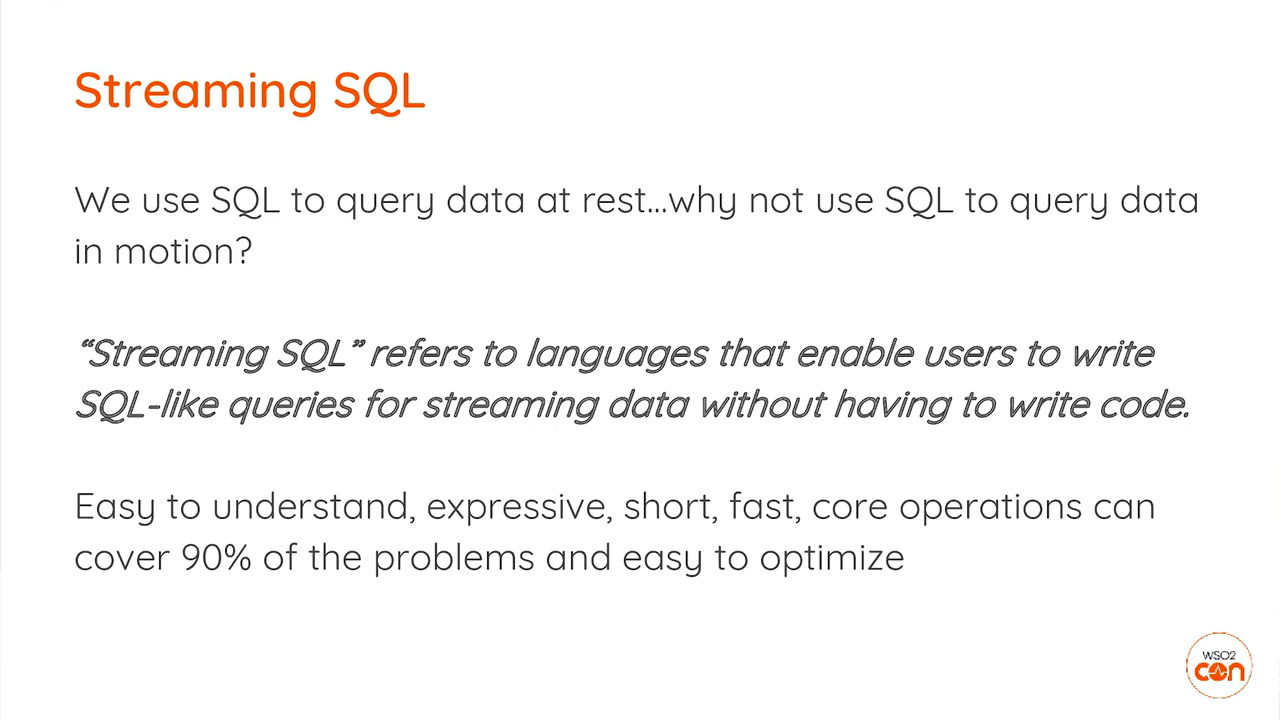 Streaming SQL
We use SQL to query data at rest...why not use SQL to query data
in motion?
“Streaming SQL” refers to languages that enable users to write
SQL-like queries for streaming data without having to write code.
Easy to understand, expressive, short, fast, core operations can
cover 90% of the problems and easy to optimize
WSO2
con